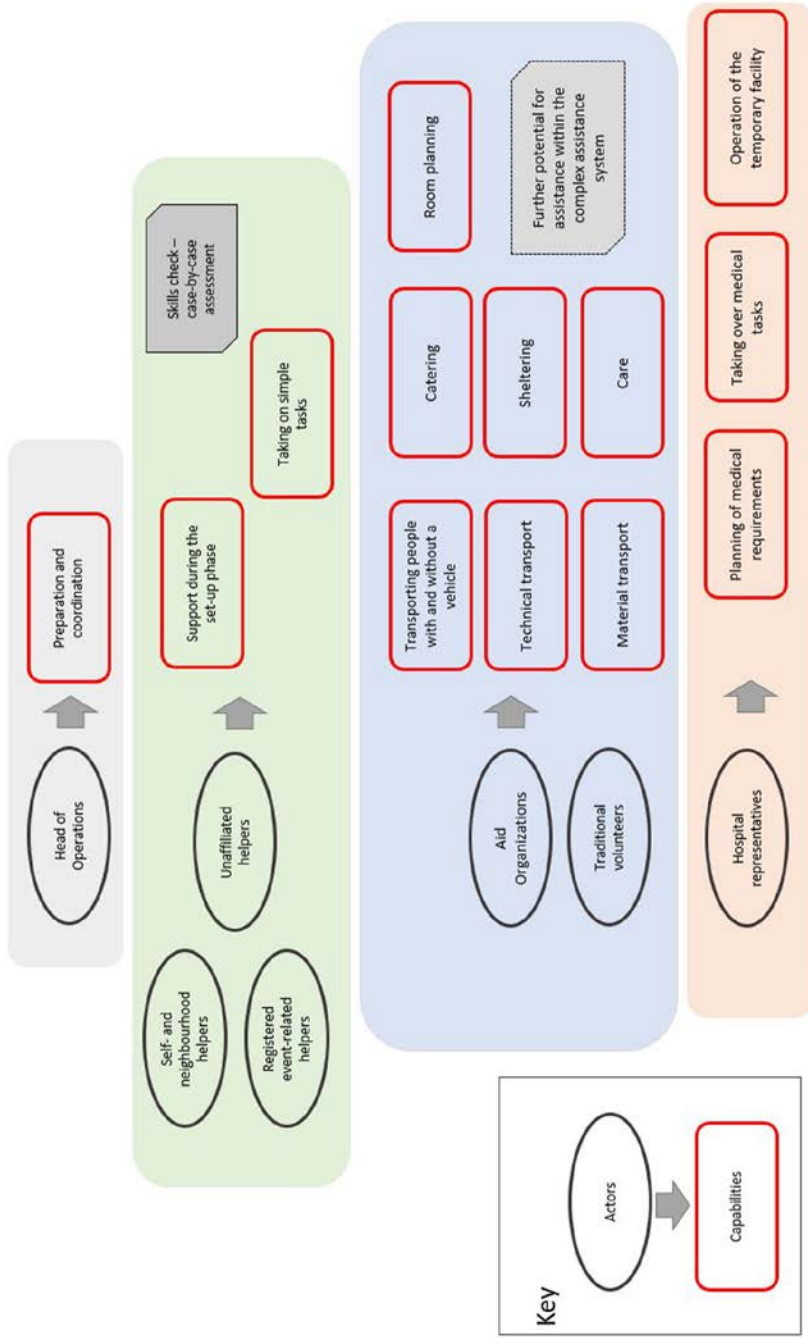 Head of
Operations
Preparation and
coordination
Self- and
neighbourhood
helpers
Registered
event-related
helpers
Unaffiliated
helpers
Support during the
set-up phase
Taking on simple
tasks
Skills check –
case-by-case
assessment
Aid
Organizations
Traditional
volunteers
Transporting people
with and without a
vehicle
Technical transport
Material transport
Catering
Sheltering
Care
Room planning
Further potential for
assistance within the
complex assistance
system
Hospital
representatives
Planning of medical
requirements
Taking over medical
tasks
Operation of the
temporary facility
Key
Actors
Capabilities